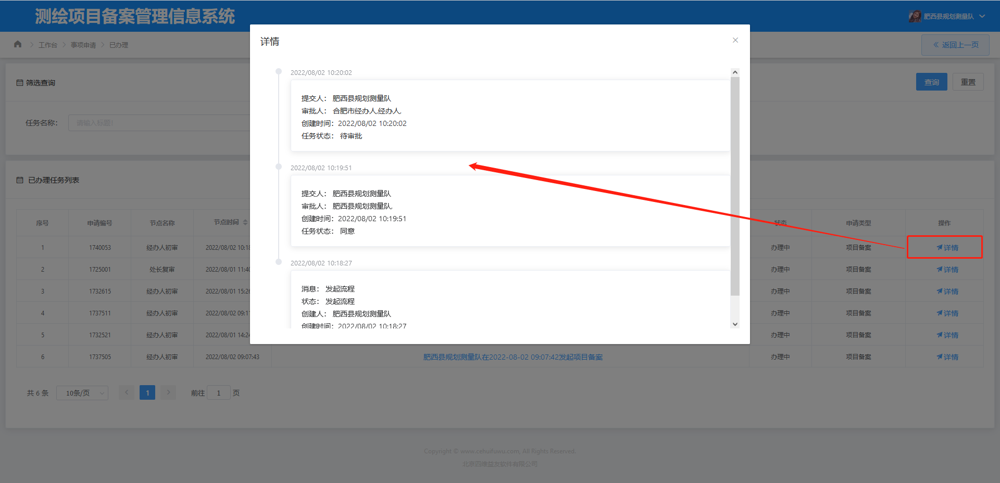 测绘项目备案管理信息系统
肥西县规划测量队
工作台 事项申请 已办理
返回上一页
筛选查询
查询 重置
任务名称： 请输入标题!
详情
2022/08/02 10:20:02
提交人： 肥西县规划测量队
审批人： 合肥市经办人,经办人,
创建时间：2022/08/02 10:20:02
任务状态： 待审批
2022/08/02 10:19:51
提交人： 肥西县规划测量队
审批人： 肥西县规划测量队,
创建时间：2022/08/02 10:19:51
任务状态： 同意
2022/08/02 10:18:27
消息： 发起流程
状态： 发起流程
创建人： 肥西县规划测量队
创建时间：2022/08/02 10:18:27
已办理任务列表
序号 申请编号 节点名称 节点时间 状态 申请类型 操作
1 1740053 经办人初审 2022/08/02 10:18 办理中 项目备案 详情
2 1725001 处长复审 2022/08/01 11:40 办理中 项目备案 详情
3 1732615 经办人初审 2022/08/01 15:26 办理中 项目备案 详情
4 1737511 经办人初审 2022/08/02 09:11 办理中 项目备案 详情
5 1732521 经办人初审 2022/08/01 14:24 办理中 项目备案 详情
6 1737505 经办人初审 2022/08/02 09:07:43 肥西县规划测量队在2022-08-02 09:07:42发起项目备案 办理中 项目备案 详情
共 6 条 10条/页 1 前往 1 页
Copyright © www.cehuifuwu.com, All Rights Reserved.
北京四维益友软件有限公司